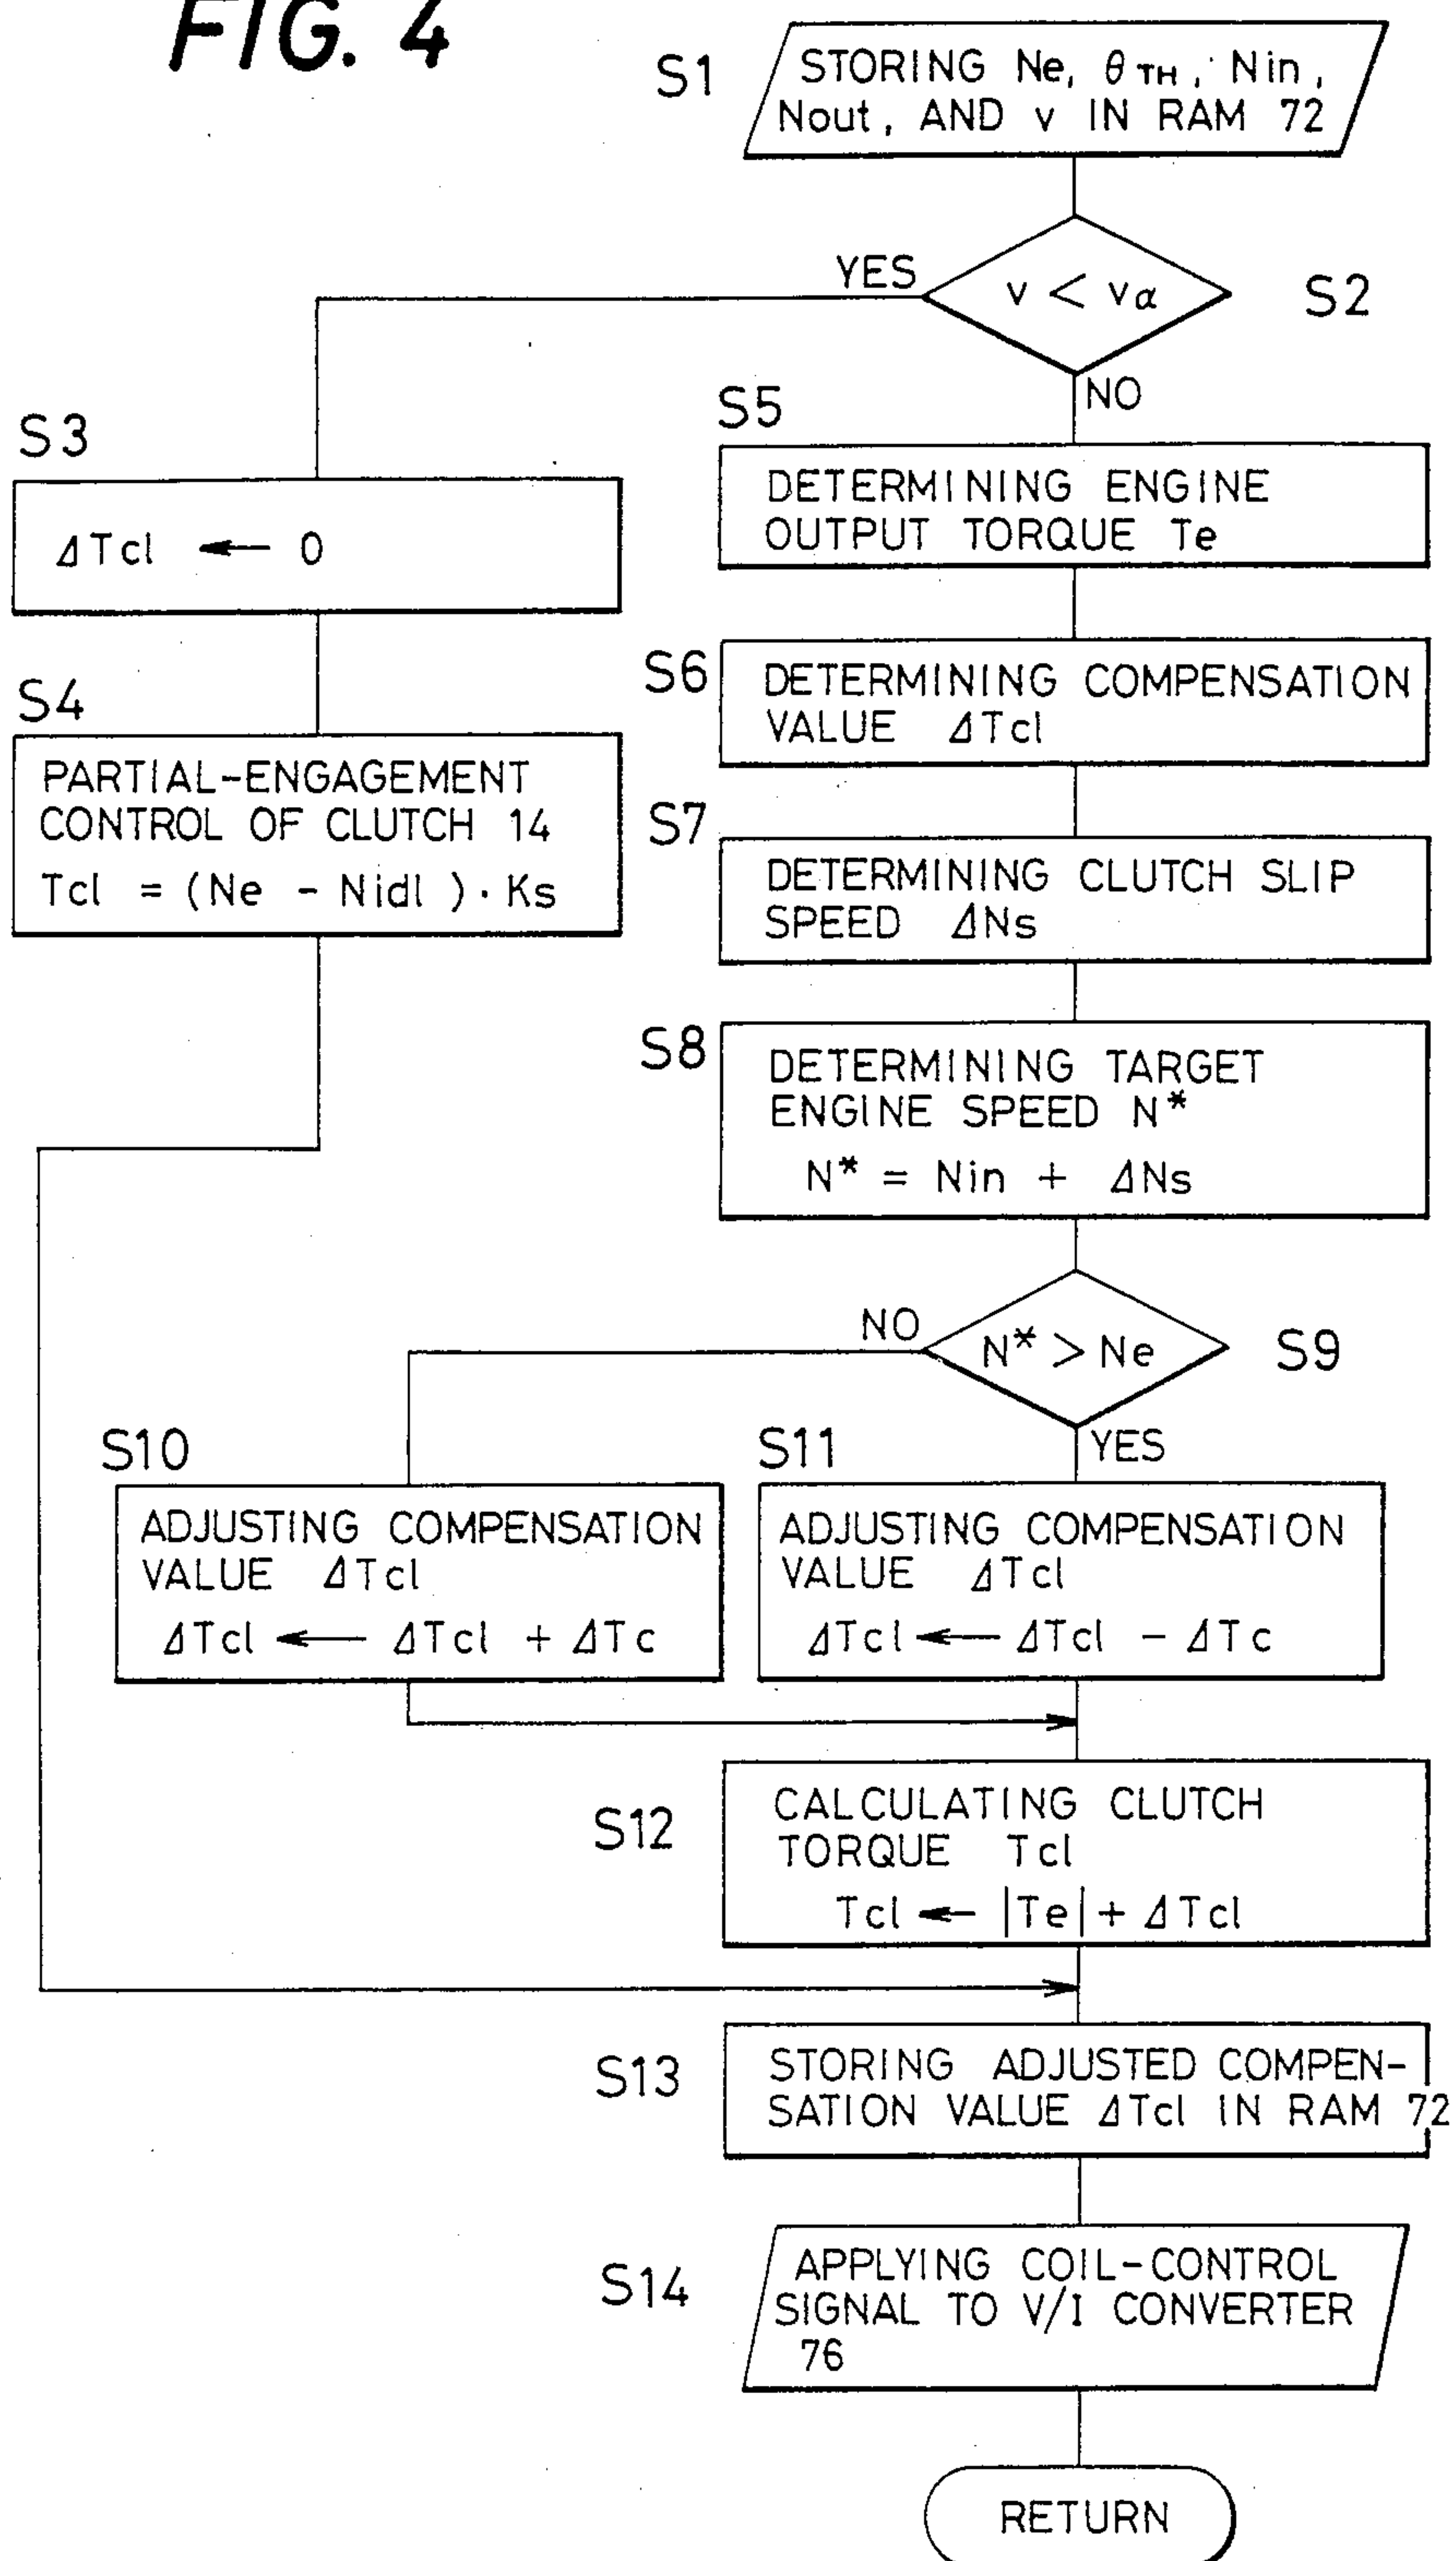 FIG. 4
S1
STORING Ne, θTH, Nin,
Nout, AND v IN RAM 72
YES
v < vα
S2
NO
S3
ΔTcl ← 0
S4
PARTIAL-ENGAGEMENT
CONTROL OF CLUTCH 14
Tcl = (Ne - Nidl)·Ks
S5
DETERMINING ENGINE
OUTPUT TORQUE Te
S6
DETERMINING COMPENSATION
VALUE ΔTcl
S7
DETERMINING CLUTCH SLIP
SPEED ΔNs
S8
DETERMINING TARGET
ENGINE SPEED N*
N* = Nin + ΔNs
NO
N* > Ne
S9
YES
S10
ADJUSTING COMPENSATION
VALUE ΔTcl
ΔTcl ← ΔTcl + ΔTc
S11
ADJUSTING COMPENSATION
VALUE ΔTcl
ΔTcl ← ΔTcl - ΔTc
S12
CALCULATING CLUTCH
TORQUE Tcl
Tcl ← |Te| + ΔTcl
S13
STORING ADJUSTED COMPEN-
SATION VALUE ΔTcl IN RAM 72
S14
APPLYING COIL-CONTROL
SIGNAL TO V/I CONVERTER
76
RETURN